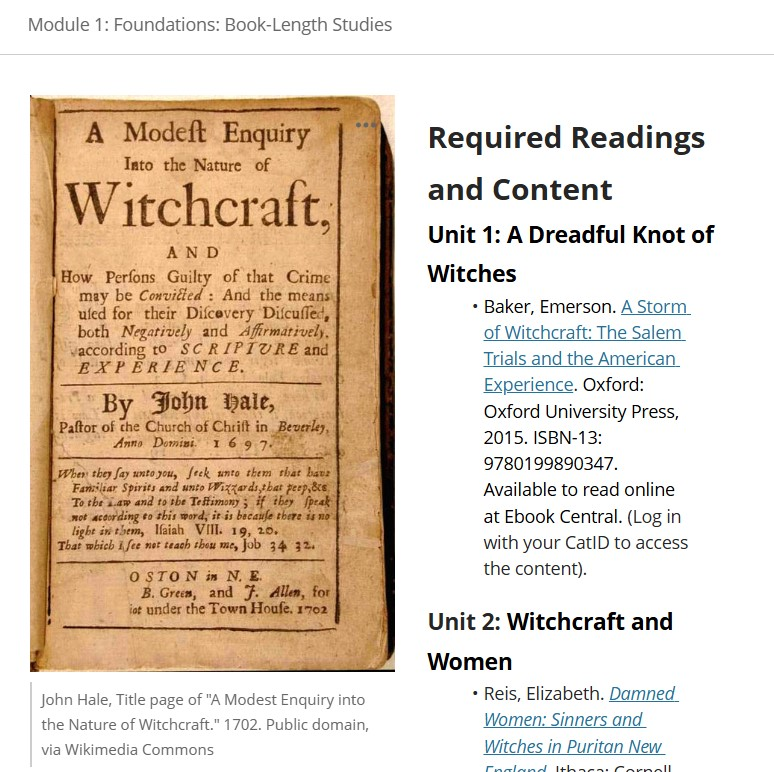 Module 1: Foundations: Book-Length Studies
A Modeſt Enquiry
Into the Nature of
Witchcraft,
AND
How Perſons Guilty of that Crime
may be Convicted : And the means
uſed for their Diſcovery Diſcuſſed,
both Negatively and Affirmatively,
according to SCRIPTURE and
EXPERIENCE.
By John Hale,
Paſtor of the Church of Chriſt in Beverley,
Anno Domini 1697.
When they ſay unto you, ſeek unto them that have
Familiar Spirits and unto Wizzards, that peep, &c.
To the Law and to the Teſtimony ; if they ſpeak
not according to this word, it is becauſe there is no
light in them, Iſaiah VIII. 19, 20.
That which I ſee not teach thou me, Job 34 32.
OSTON in N. E.
B. Green, and J. Allen, for
iot under the Town Houſe. 1702
John Hale, Title page of "A Modest Enquiry into
the Nature of Witchcraft." 1702. Public domain,
via Wikimedia Commons
Required Readings
and Content
Unit 1: A Dreadful Knot of
Witches
• Baker, Emerson. A Storm
of Witchcraft: The Salem
Trials and the American
Experience. Oxford:
Oxford University Press,
2015. ISBN-13:
9780199890347.
Available to read online
at Ebook Central. (Log in
with your CatID to access
the content).
Unit 2: Witchcraft and
Women
• Reis, Elizabeth. Damned
Women: Sinners and
Witches in Puritan New
England. Ithaca: Cornell